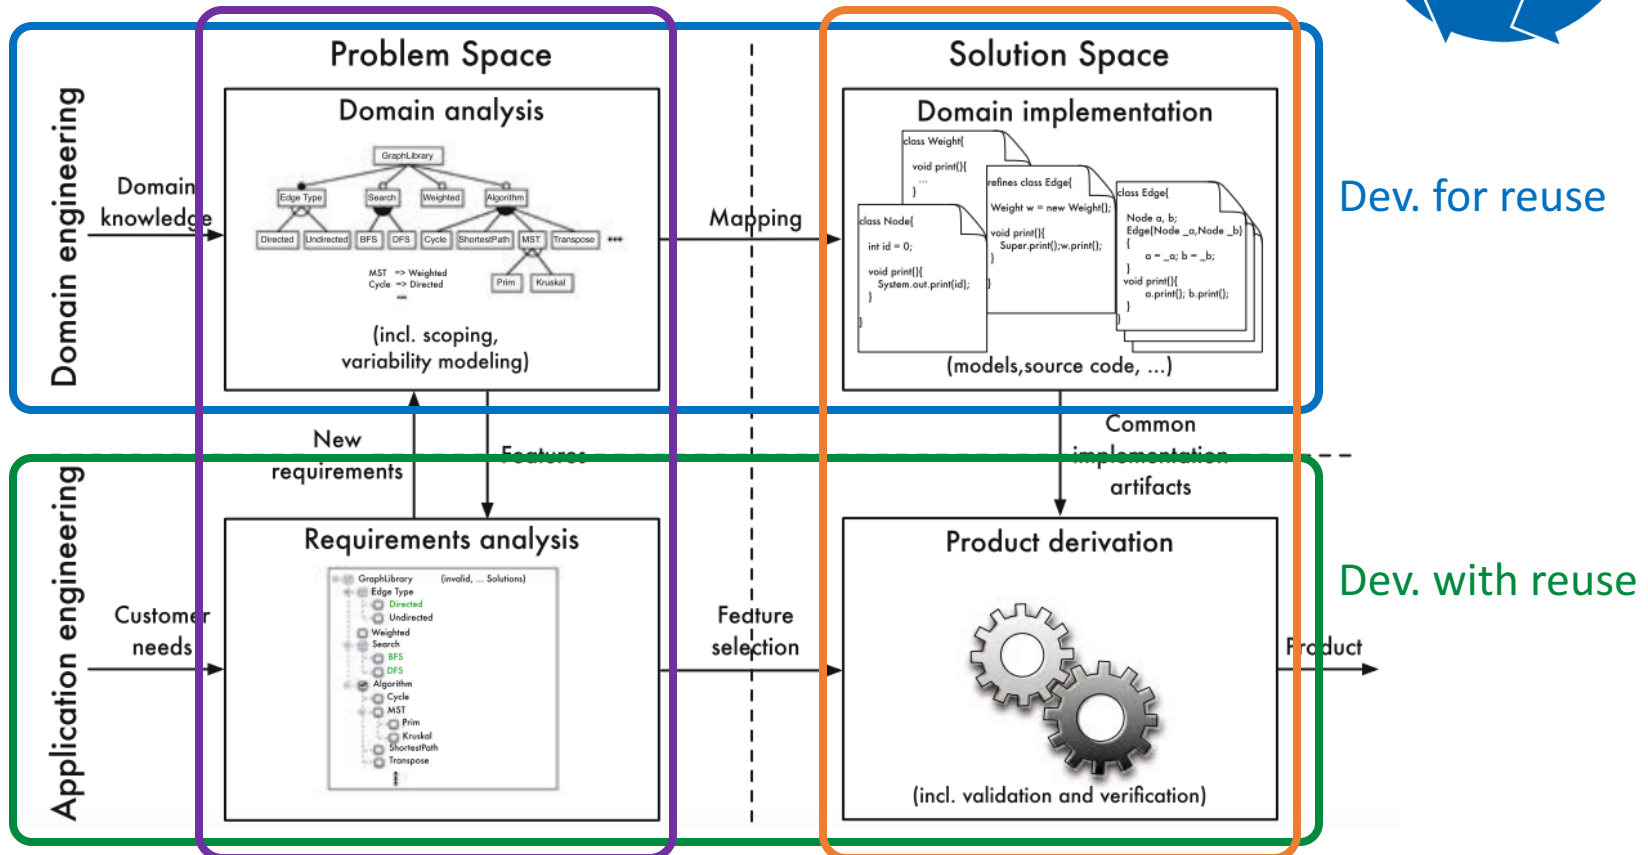 Problem Space
Solution Space
Domain engineering
Domain
knowledge
Domain analysis
GraphLibrary
Edge Type
Search
Weighted
Algorithm
Directed
Undirected
BFS
DFS
Cycle
ShortestPath
MST
Transpose
Prim
Kruskal
MST => Weighted
Cycle => Directed
(incl. scoping,
variability modeling)
Mapping
Domain implementation
class Weight{
void print(){
...
}
refines class Edge{
Weight w = new Weight();
void print(){
Super.print();w.print();
}
}
class Node{
int id = 0;
void print(){
System.out.print(id);
}
}
class Edge{
Node a, b;
Edge(Node _a,Node _b)
{
a = _a; b = _b;
}
void print(){
a.print(); b.print();
}
}
(models,source code, ...)
Dev. for reuse
New
requirements
Features
Common
implementation
artifacts
Application engineering
Customer
needs
Requirements analysis
GraphLibrary (invalid, ... Solutions)
Edge Type
Directed
Undirected
Weighted
Search
BFS
DFS
Algorithm
Cycle
MST
Prim
Kruskal
ShortestPath
Transpose
Feature
selection
Product derivation
(incl. validation and verification)
Dev. with reuse
Product